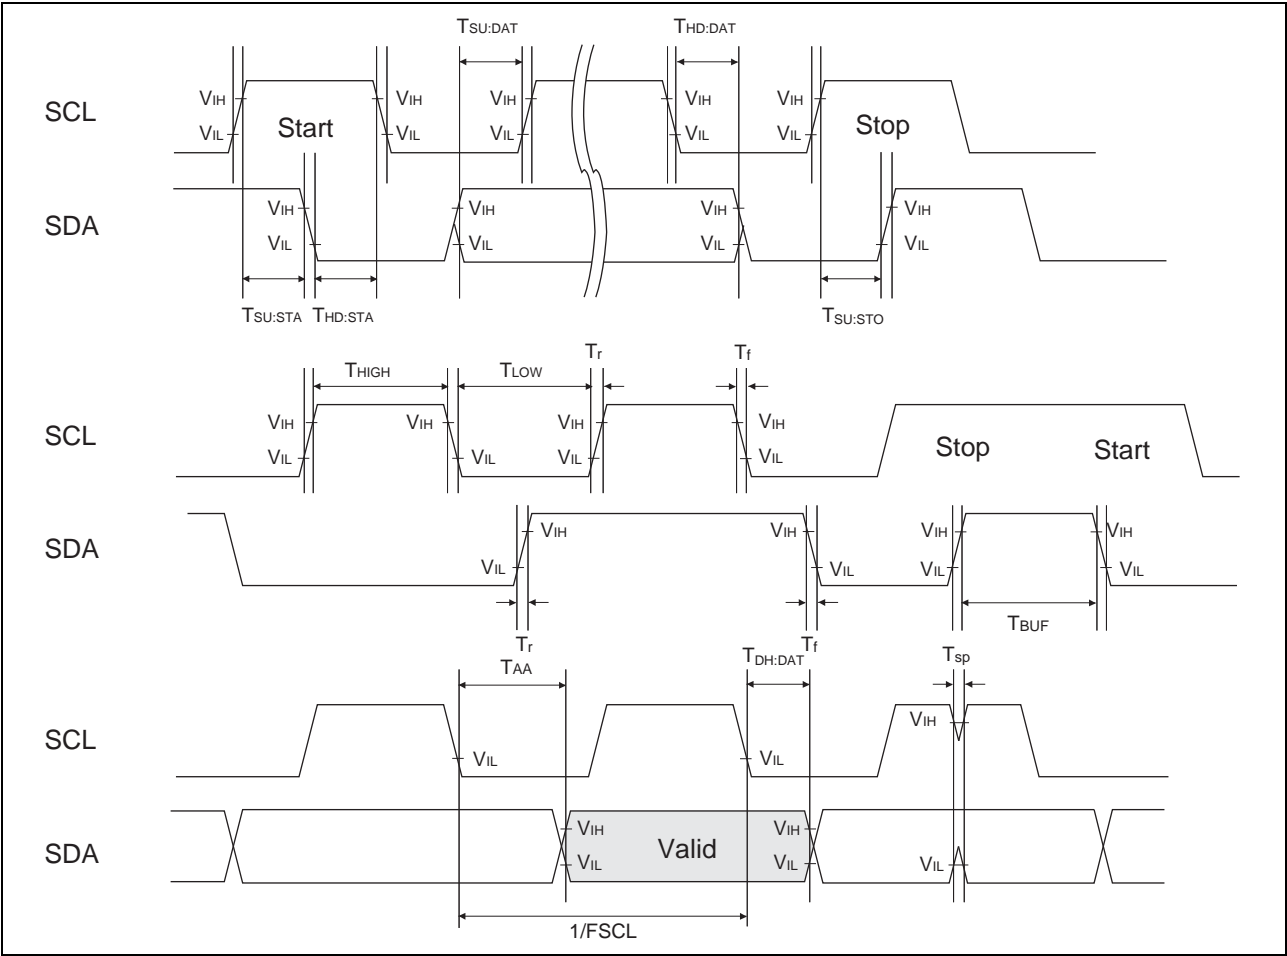 TSU:DAT THD:DAT
SCL VIH VIH VIH VIH VIH
VIL Start VIL VIL VIL VIL Stop
SDA VIH VIH VIH VIH
VIL VIL VIL VIL
TSU:STA THD:STA TSU:STO
THIGH TLOW Tr Tf
SCL VIH VIH VIH VIH
VIL VIL VIL VIL Stop Start
SDA VIH VIH VIH VIH
VIL VIL VIL VIL
Tr Tf TBUF
TAA TDH:DAT Tsp
SCL VIL VIL VIH
SDA VIH Valid VIH
VIL VIL VIL
1/FSCL